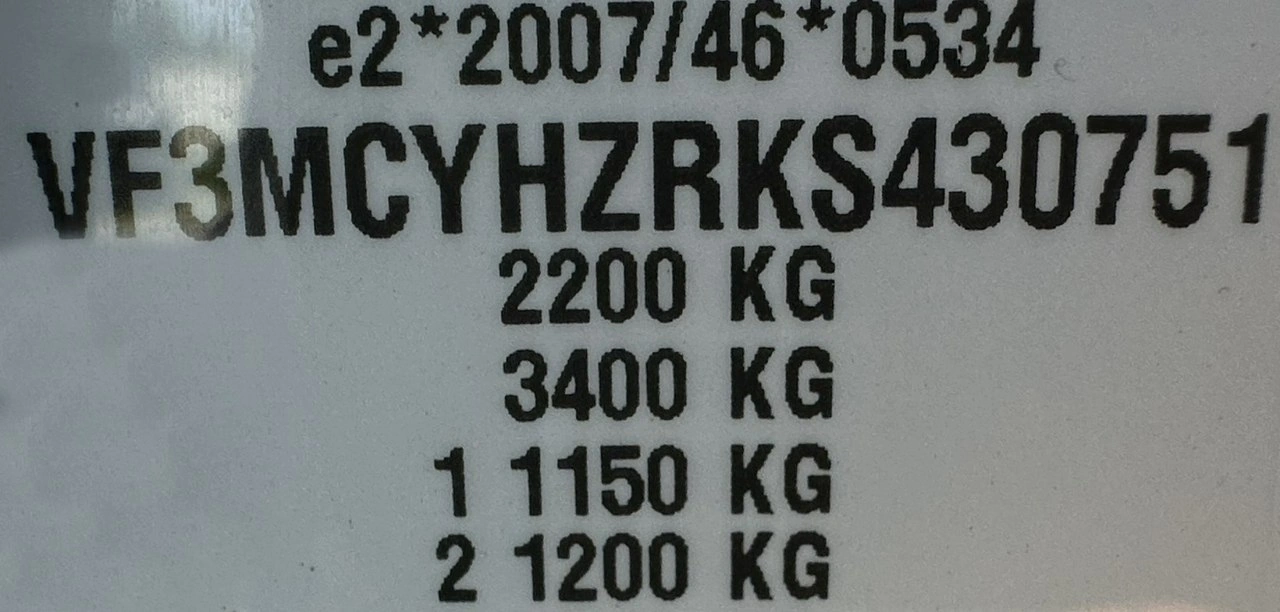 e2*2007/46*0534
VF3MCYHZRKS430751
2200 KG
3400 KG
1 1150 KG
2 1200 KG